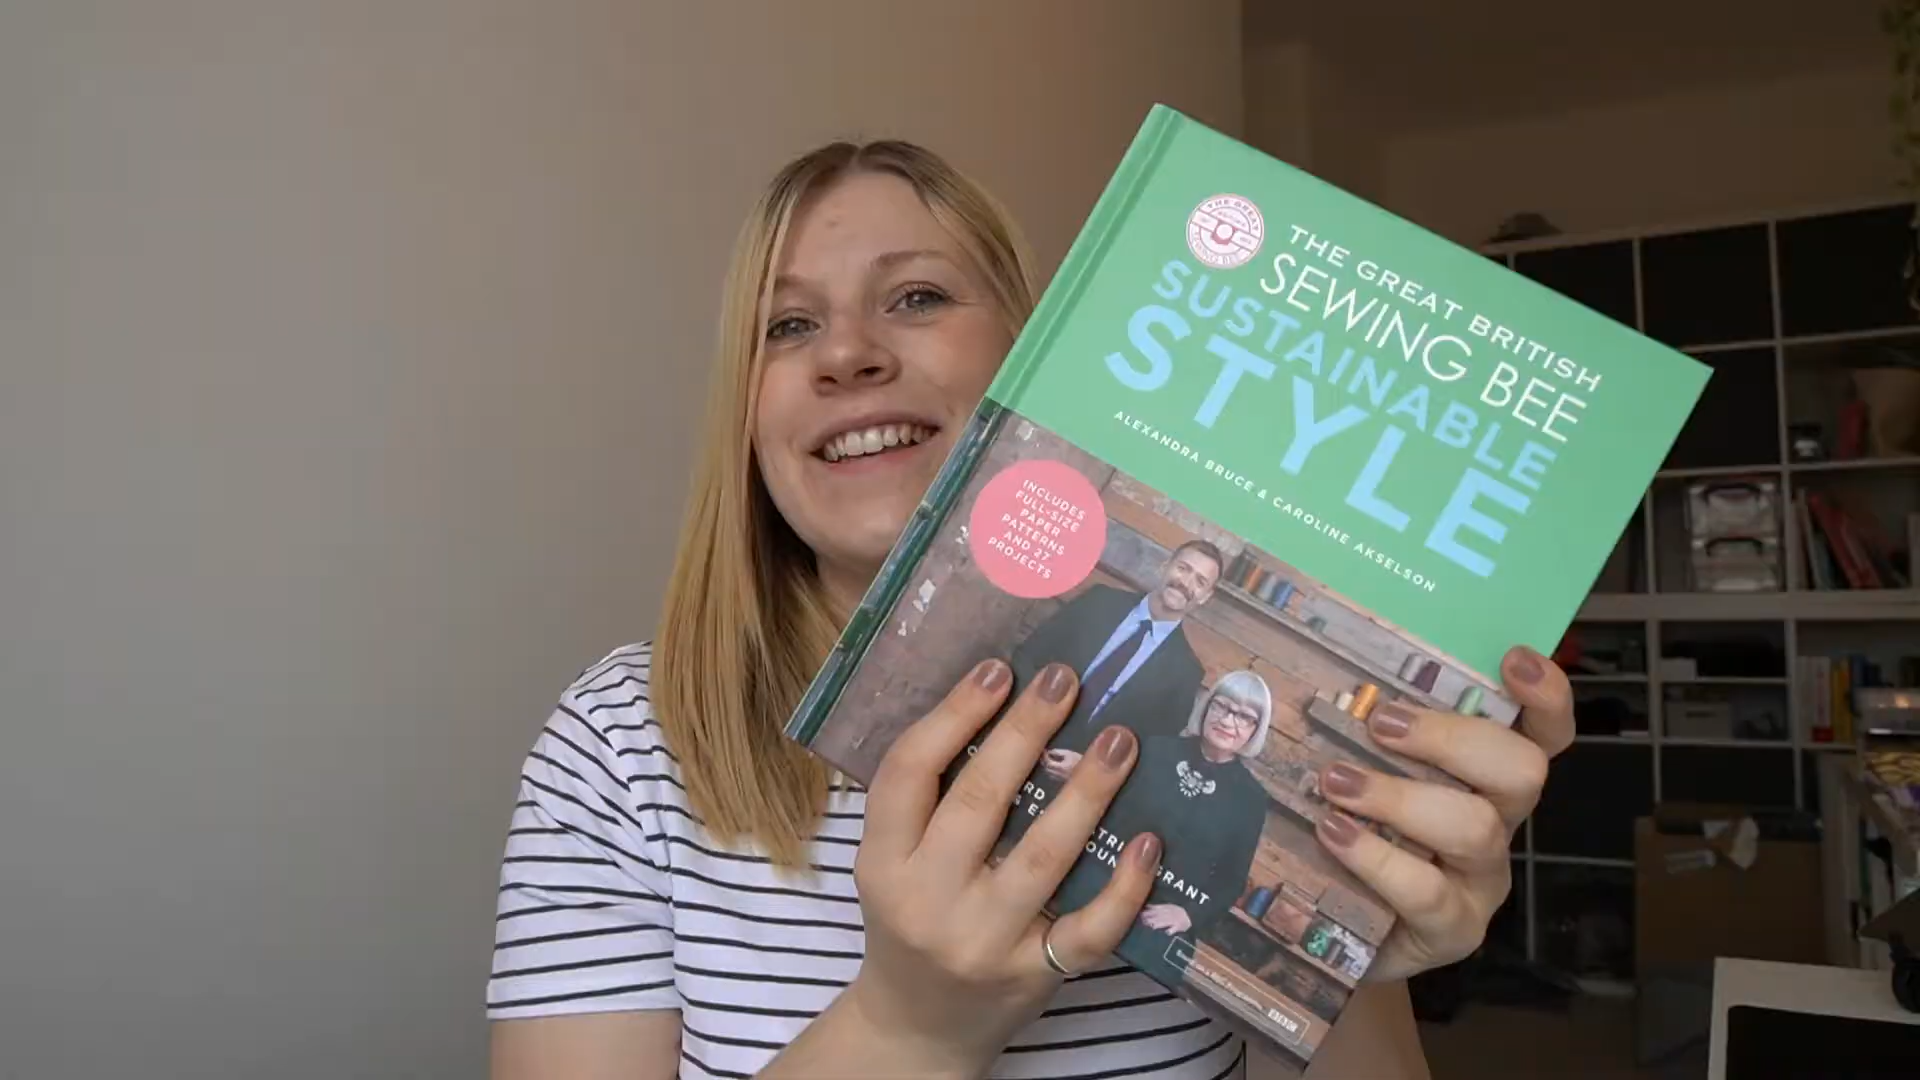 THE GREAT BRITISH
SEWING BEE
SUSTAINABLE
STYLE
ALEXANDRA BRUCE & CAROLINE AKSELSON
INCLUDES
FULL-SIZE
PAPER
PATTERNS
AND 27
PROJECTS
GRANT
BBC